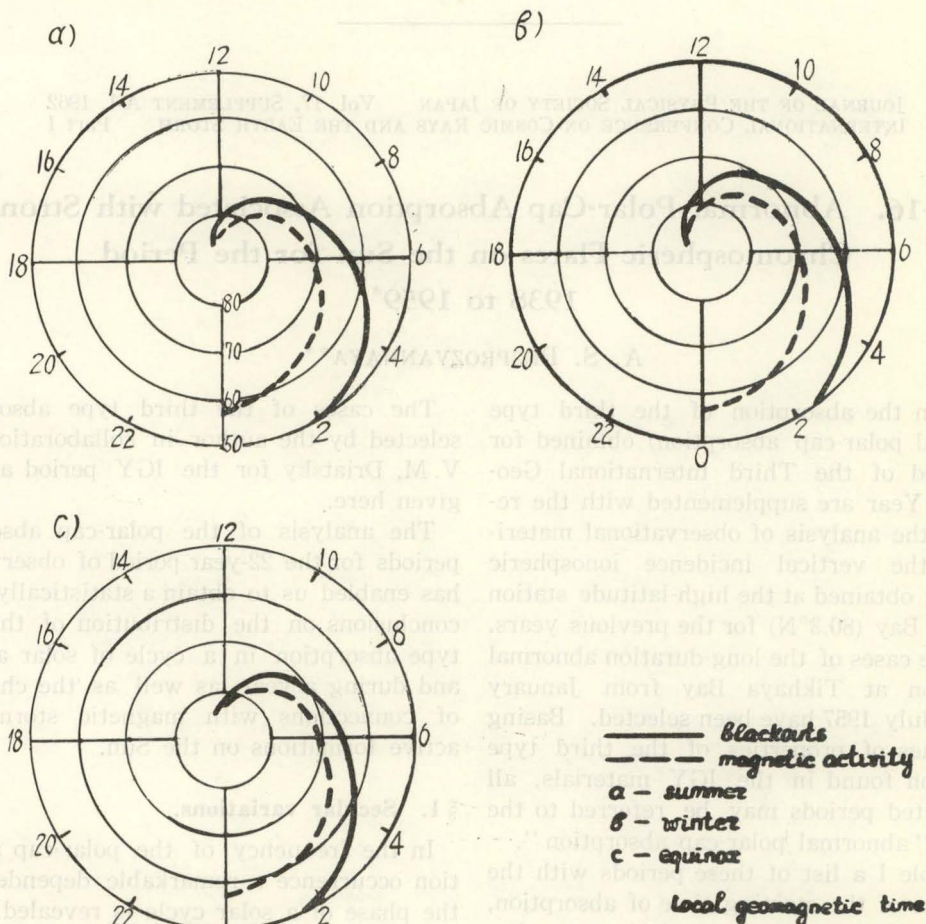 a)
12
14
10
16
8
18
6
80
70
60
50
20
4
22
2
в)
12
14
10
16
8
18
6
20
4
22
2
0
c)
12
14
10
16
8
18
6
20
4
22
2
blackouts
magnetic activity
a - summer
в - winter
c - equinox
Local geomagnetic time
JOURNAL OF THE PHYSICAL SOCIETY OF JAPAN Vol. 17, SUPPLEMENT 1962
INTERNATIONAL CONFERENCE ON COSMIC RAYS AND THE EARTH STORM Part I
16. Abnormal Polar-Cap Absorption Associated with Stron
Chromospheric Flares on the Sun for the Period
1938 to 1959*
A. S.
n the absorption of the third type
l polar cap absorption) obtained for
d of the Third International Geo-
Year are supplemented with the re-
the analysis of observational materi-
the vertical incidence ionospheric
obtained at the high-latitude station
Bay (80.3°N) for the previous years.
e cases of the long-duration abnormal
n at Tikhaya Bay from January
July 1957 have been selected. Basing
of the third type
on found in the IGY materials, all
ted periods may be referred to the
"abnormal polar cap absorption".
ble 1 a list of these periods with the
of absorption,
The cases of the third type abso
selected by the author in collaboratio
V. M. Driatsky for the IGY period a
given here.
The analysis of the polar-cap abso
periods for the 22-year period of obser
has enabled us to obtain a statistically
conclusions on the distribution of th
type absorption in a cycle of solar a
and during a year as well as the ch
of connections with magnetic storm
active formations on the Sun.
§1. Secular variations.
In the frequency of the polar cap
tion occurrence a remarkable depende
the phase of a solar cycle is revealed